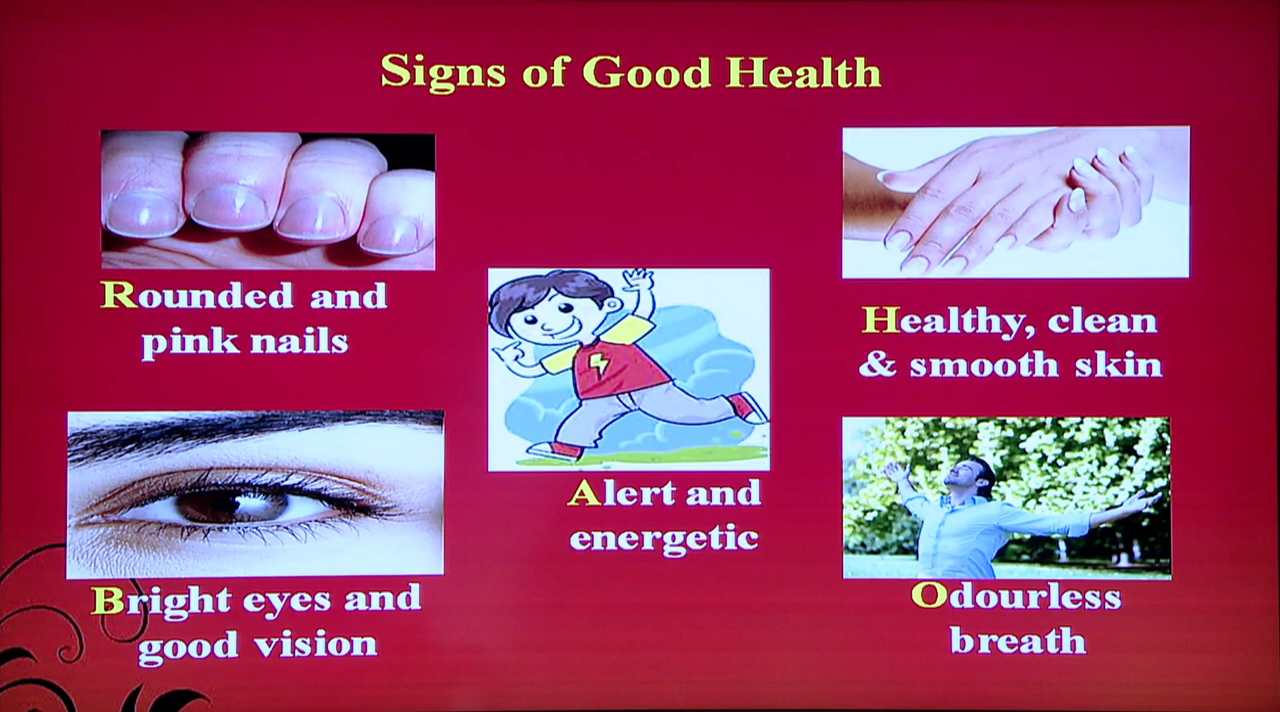 Signs of Good Health
Rounded and
pink nails
Healthy, clean
& smooth skin
Alert and
energetic
Bright eyes and
good vision
Odourless
breath